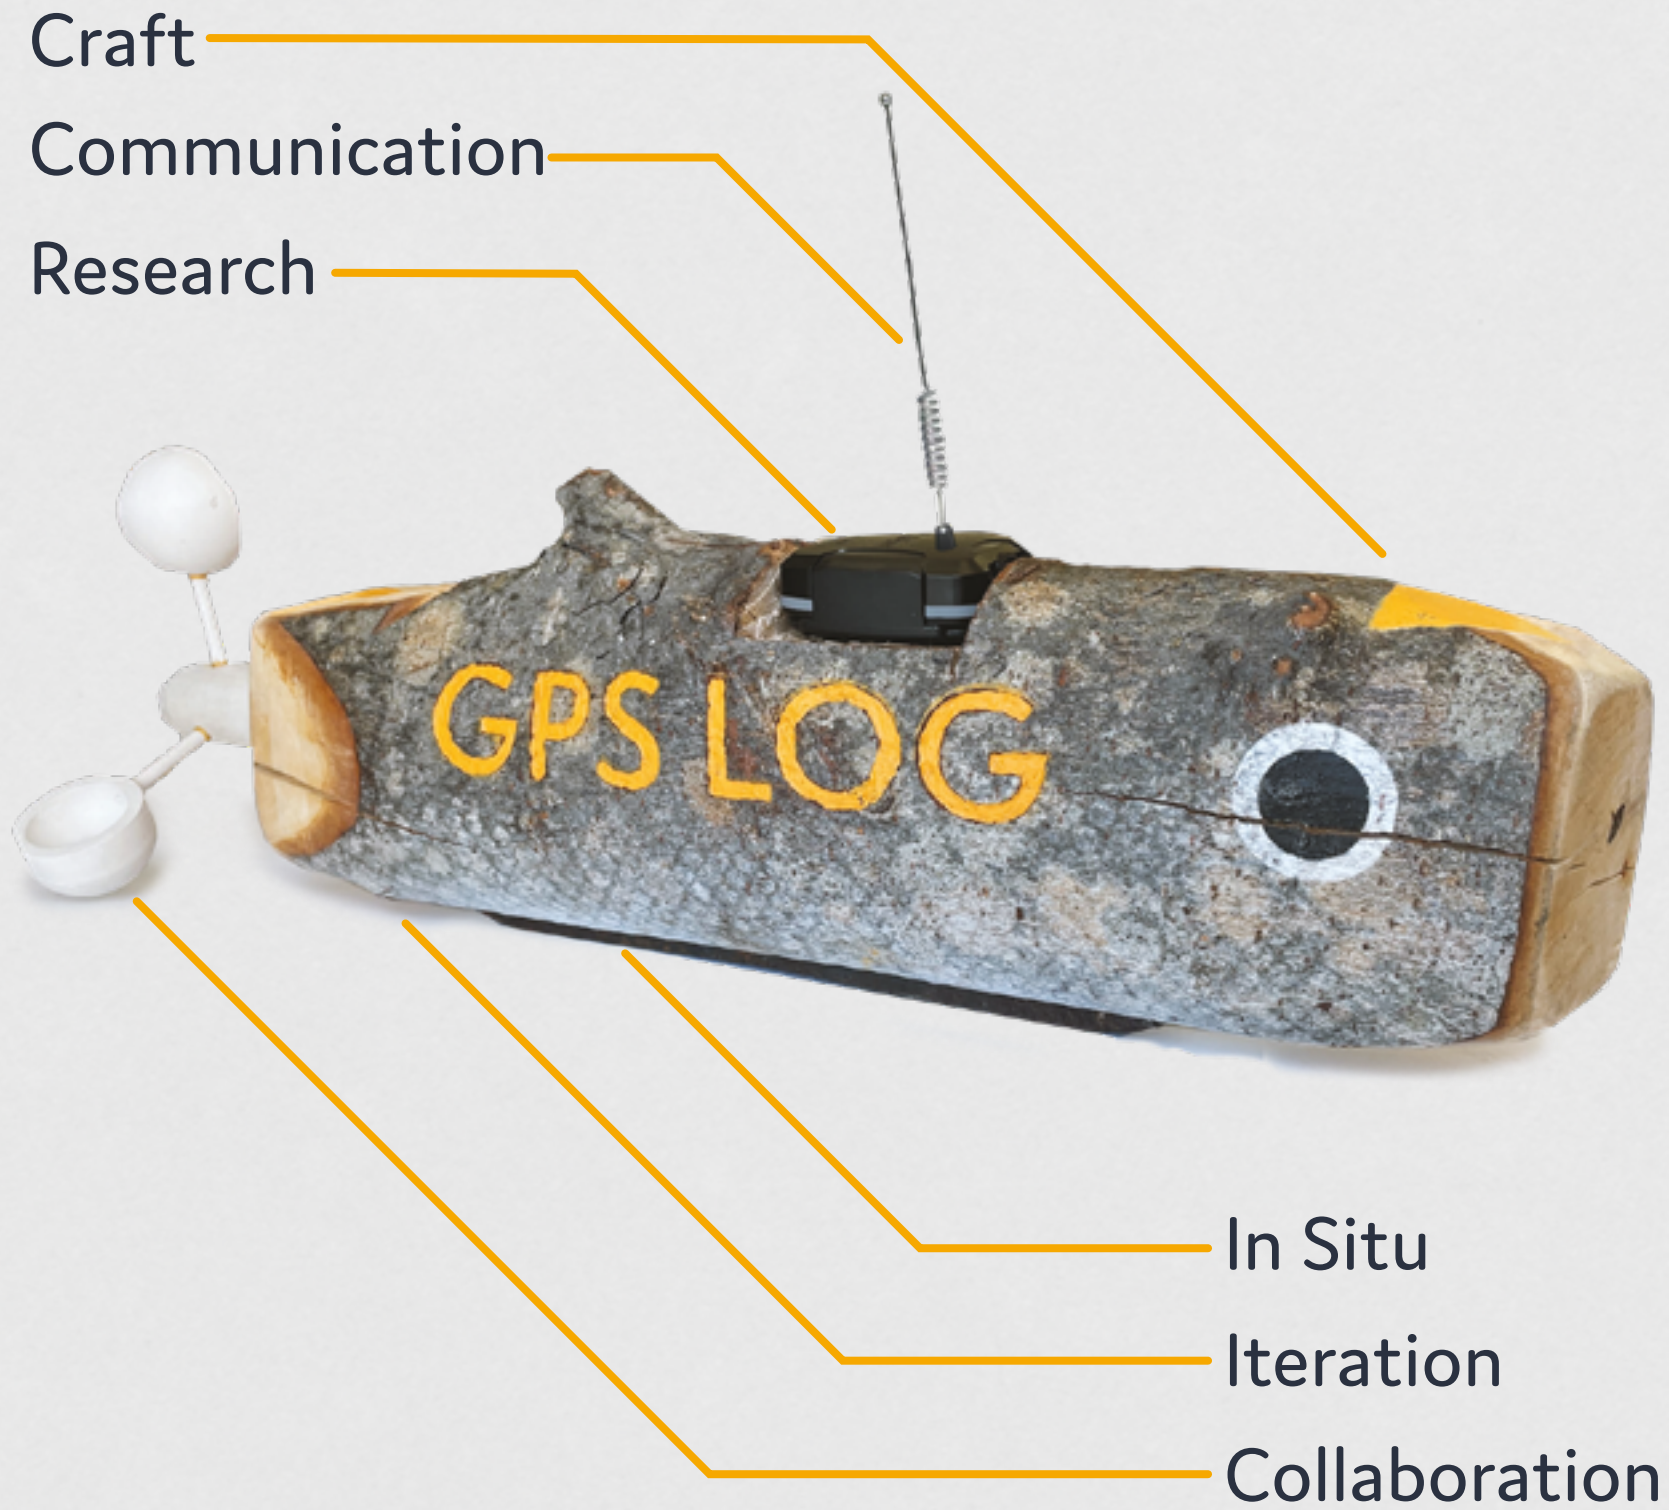 Craft
Communication
Research
GPS LOG
In Situ
Iteration
Collaboration